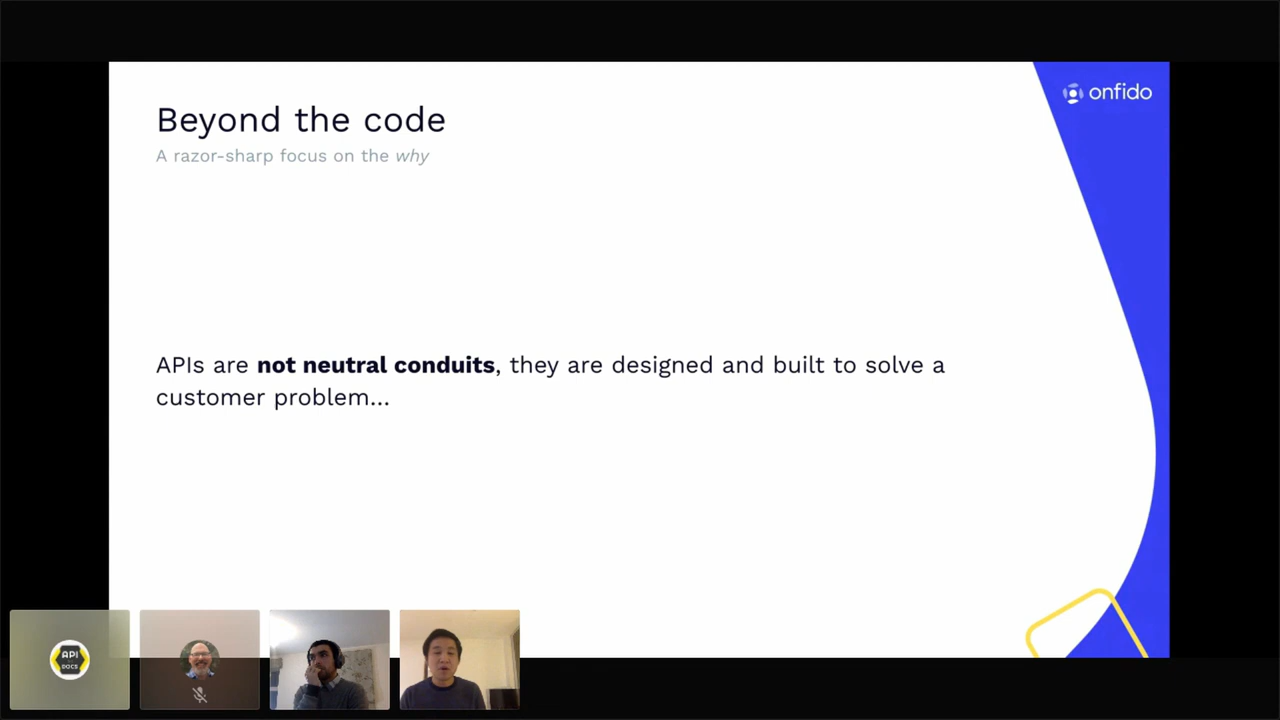 onfido
Beyond the code
A razor-sharp focus on the why
APIs are not neutral conduits, they are designed and built to solve a
customer problem...
API
DOCS